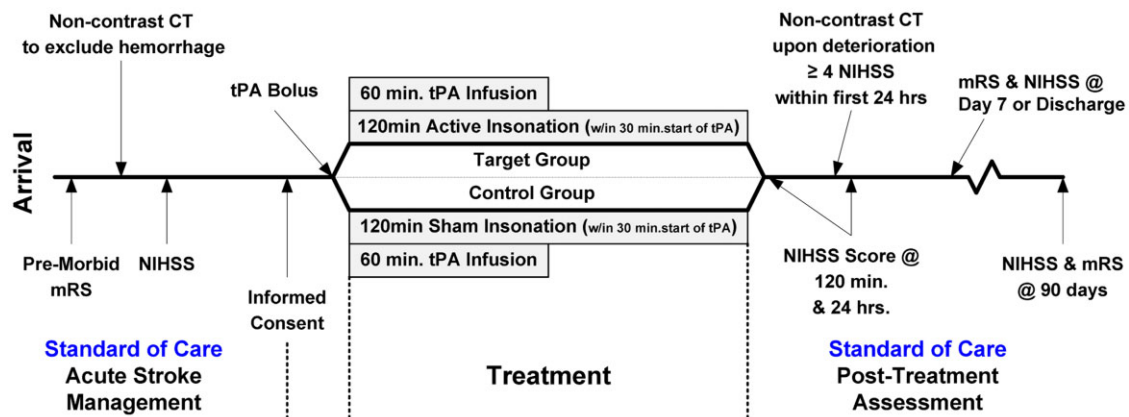 Non-contrast CT
to exclude hemorrhage
tPA Bolus
60 min. tPA Infusion
120min Active Insonation (w/in 30 min.start of tPA)
Target Group
Control Group
120min Sham Insonation (w/in 30 min.start of tPA)
60 min. tPA Infusion
Non-contrast CT
upon deterioration
≥ 4 NIHSS
within first 24 hrs
mRS & NIHSS @
Day 7 or Discharge
Arrival
Pre-Morbid
mRS
NIHSS
Informed
Consent
NIHSS Score @
120 min.
& 24 hrs.
NIHSS & mRS
@ 90 days
Standard of Care
Acute Stroke
Management
Treatment
Standard of Care
Post-Treatment
Assessment